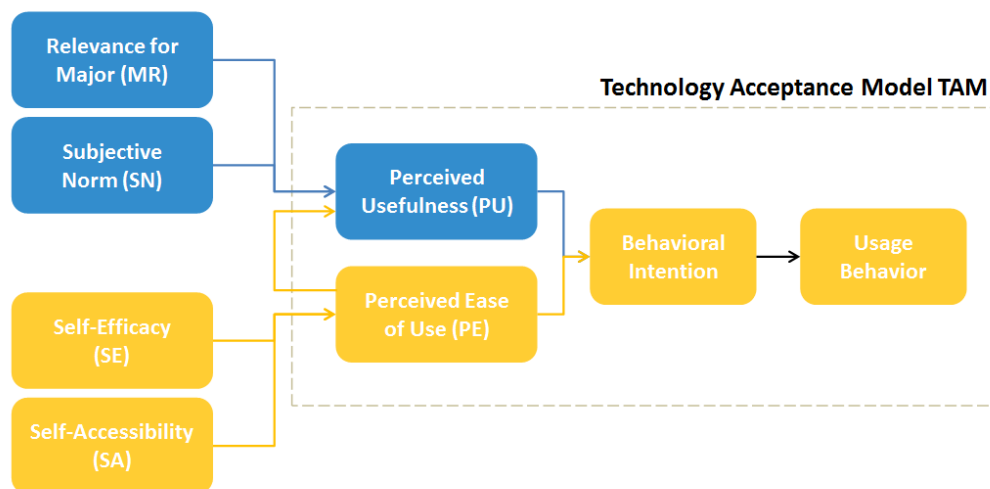 Relevance for
Major (MR)
Technology Acceptance Model TAM
Subjective
Norm (SN)
Perceived
Usefulness (PU)
Behavioral
Intention
Usage
Behavior
Perceived Ease
of Use (PE)
Self-Efficacy
(SE)
Self-Accessibility
(SA)